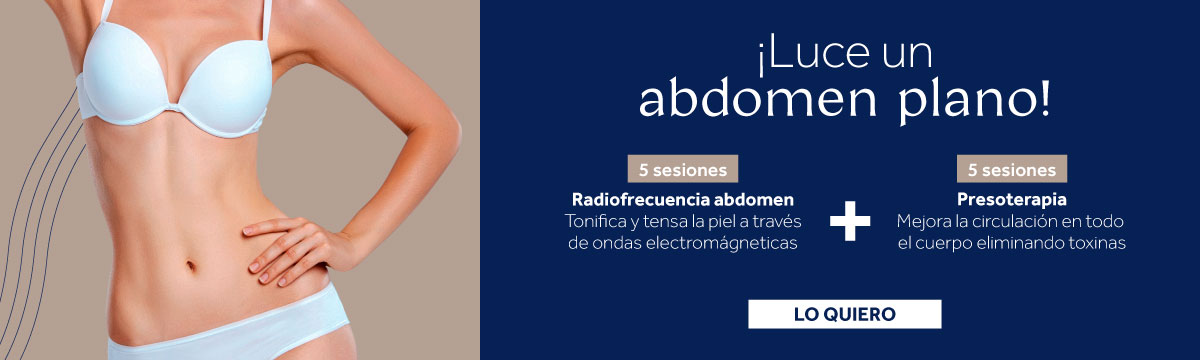 ¡Luce un
abdomen plano!
5 sesiones
Radiofrecuencia abdomen
Tonifica y tensa la piel a través
de ondas electromágneticas
+
5 sesiones
Presoterapia
Mejora la circulación en todo
el cuerpo eliminando toxinas
LO QUIERO